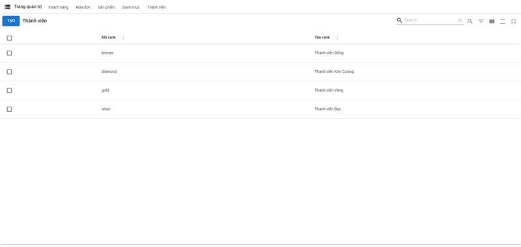 Trang quản trị Khách hàng Hóa đơn Sản phẩm Danh mục Thành viên
TẠO Thành viên Search
Mã rank Tên rank
bronze Thành viên Đồng
diamond Thành viên Kim Cương
gold Thành viên Vàng
silver Thành viên Bạc